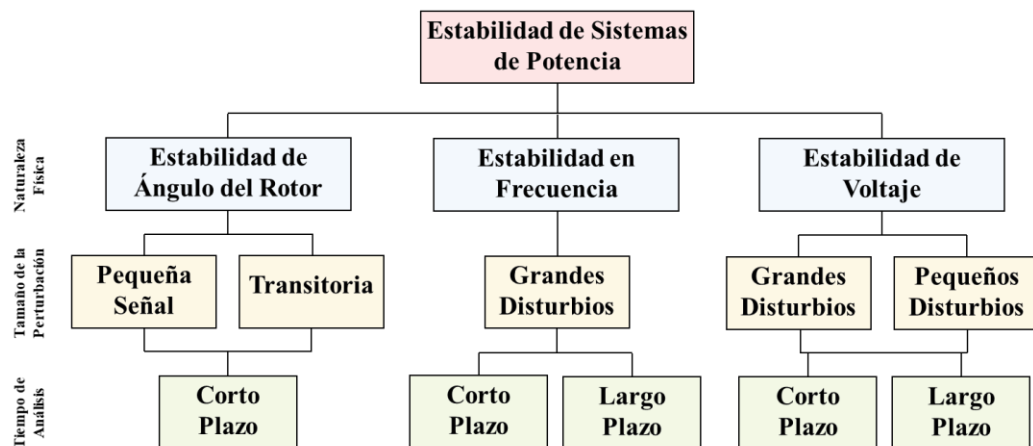 Estabilidad de Sistemas
de Potencia
Naturaleza
Física
Estabilidad de
Ángulo del Rotor
Estabilidad en
Frecuencia
Estabilidad de
Voltaje
Tamaño de la
Perturbación
Pequeña
Señal
Transitoria
Grandes
Disturbios
Grandes
Disturbios
Pequeños
Disturbios
Tiempo de
Análisis
Corto
Plazo
Corto
Plazo
Largo
Plazo
Corto
Plazo
Largo
Plazo